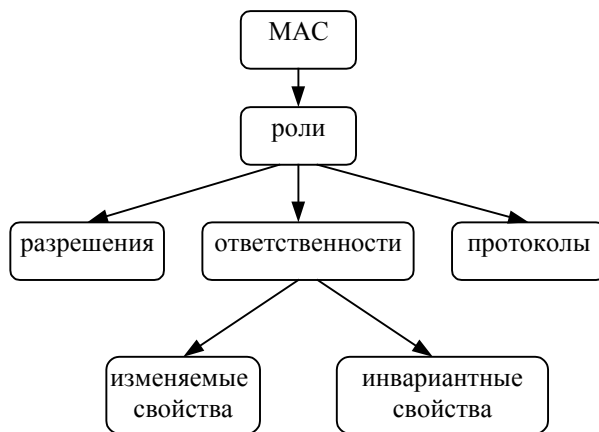 МАС
роли
разрешения
ответственности
протоколы
изменяемые
свойства
инвариантные
свойства